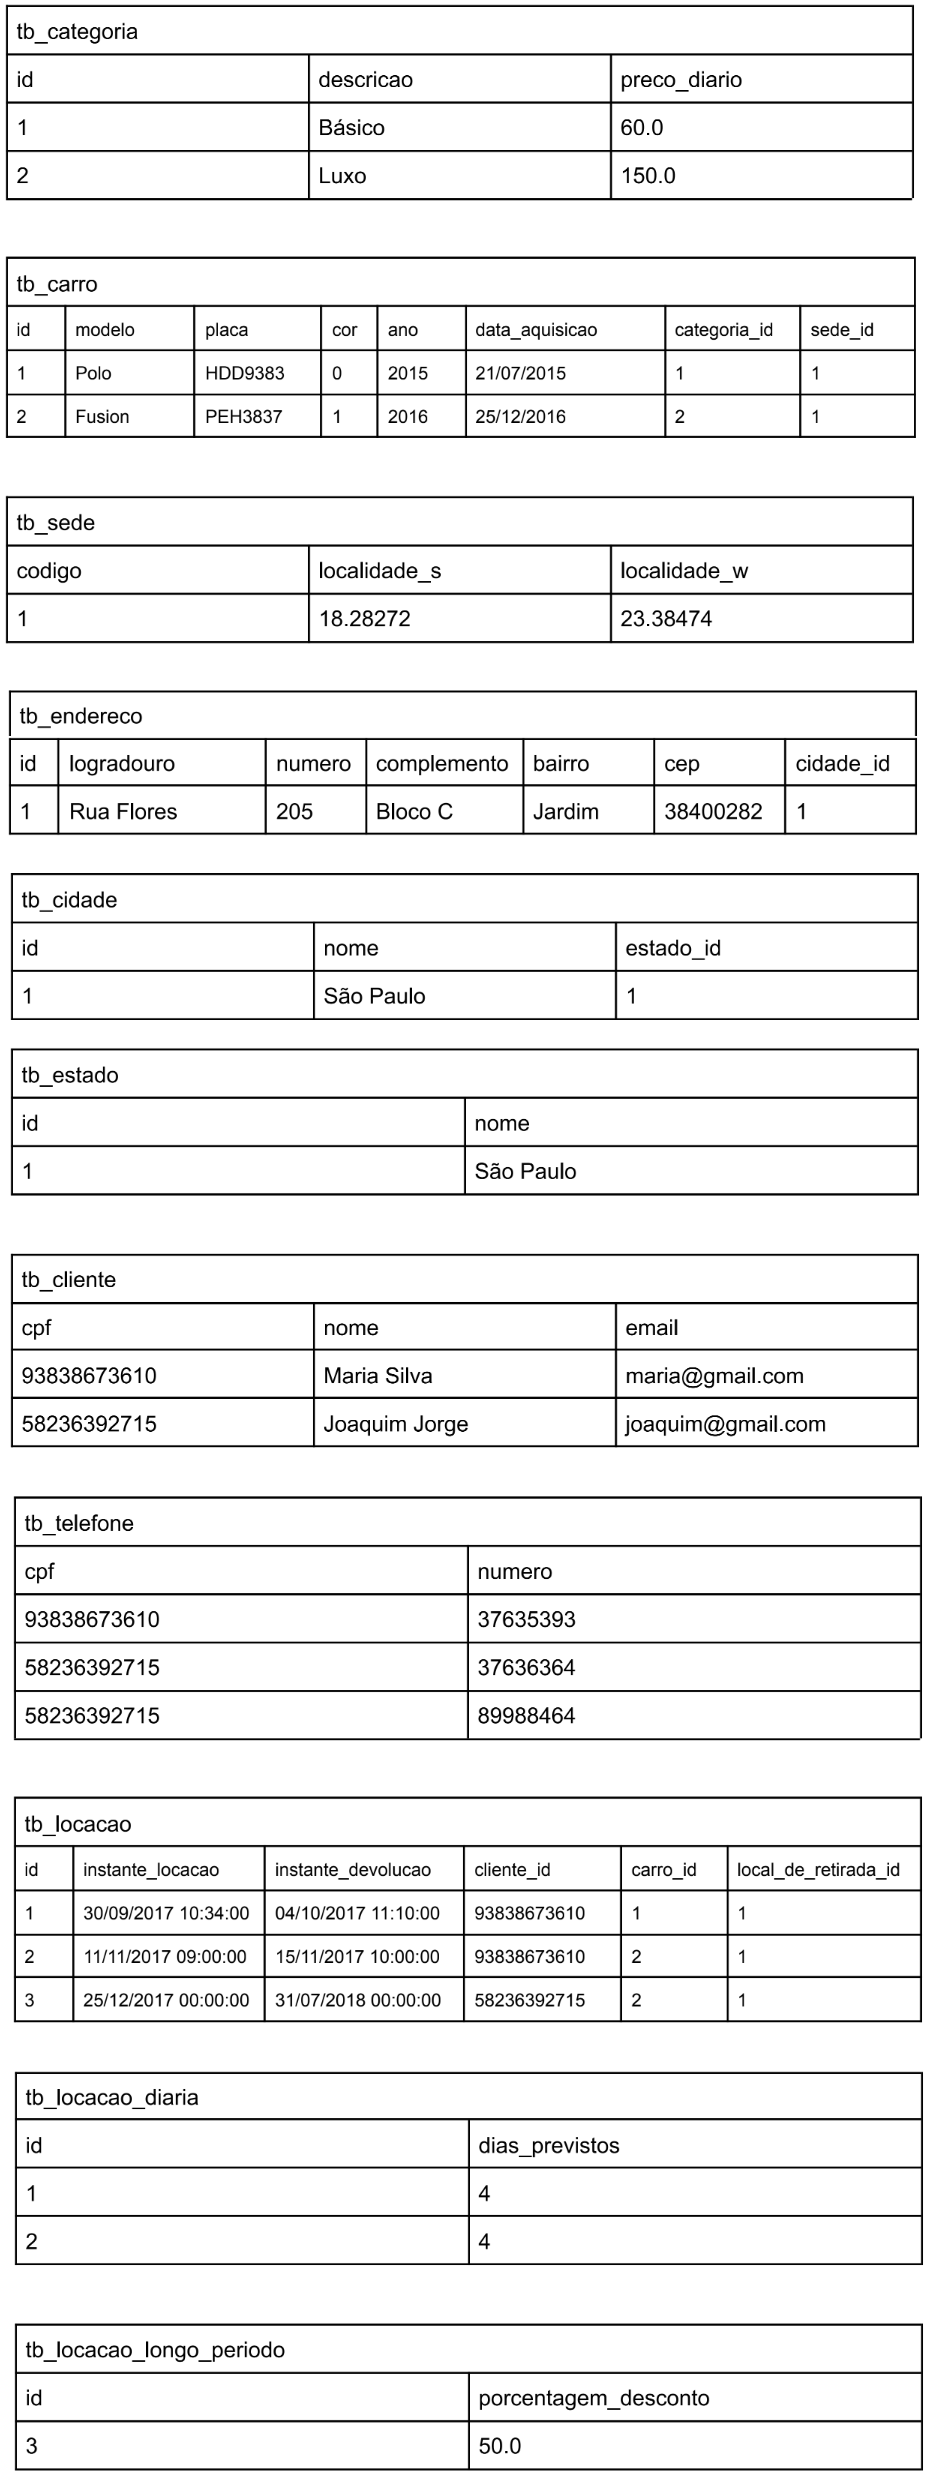 tb_categoria
id descricao preco_diario
1 Básico 60.0
2 Luxo 150.0
tb_carro
id modelo placa cor ano data_aquisicao categoria_id sede_id
1 Polo HDD9383 0 2015 21/07/2015 1 1
2 Fusion PEH3837 1 2016 25/12/2016 2 1
tb_sede
codigo localidade_s localidade_w
1 18.28272 23.38474
tb_endereco
id logradouro numero complemento bairro cep cidade_id
1 Rua Flores 205 Bloco C Jardim 38400282 1
tb_cidade
id nome estado_id
1 São Paulo 1
tb_estado
id nome
1 São Paulo
tb_cliente
cpf nome email
93838673610 Maria Silva maria@gmail.com
58236392715 Joaquim Jorge joaquim@gmail.com
tb_telefone
cpf numero
93838673610 37635393
58236392715 37636364
58236392715 89988464
tb_locacao
id instante_locacao instante_devolucao cliente_id carro_id local_de_retirada_id
1 30/09/2017 10:34:00 04/10/2017 11:10:00 93838673610 1 1
2 11/11/2017 09:00:00 15/11/2017 10:00:00 93838673610 2 1
3 25/12/2017 00:00:00 31/07/2018 00:00:00 58236392715 2 1
tb_locacao_diaria
id dias_previstos
1 4
2 4
tb_locacao_longo_periodo
id porcentagem_desconto
3 50.0